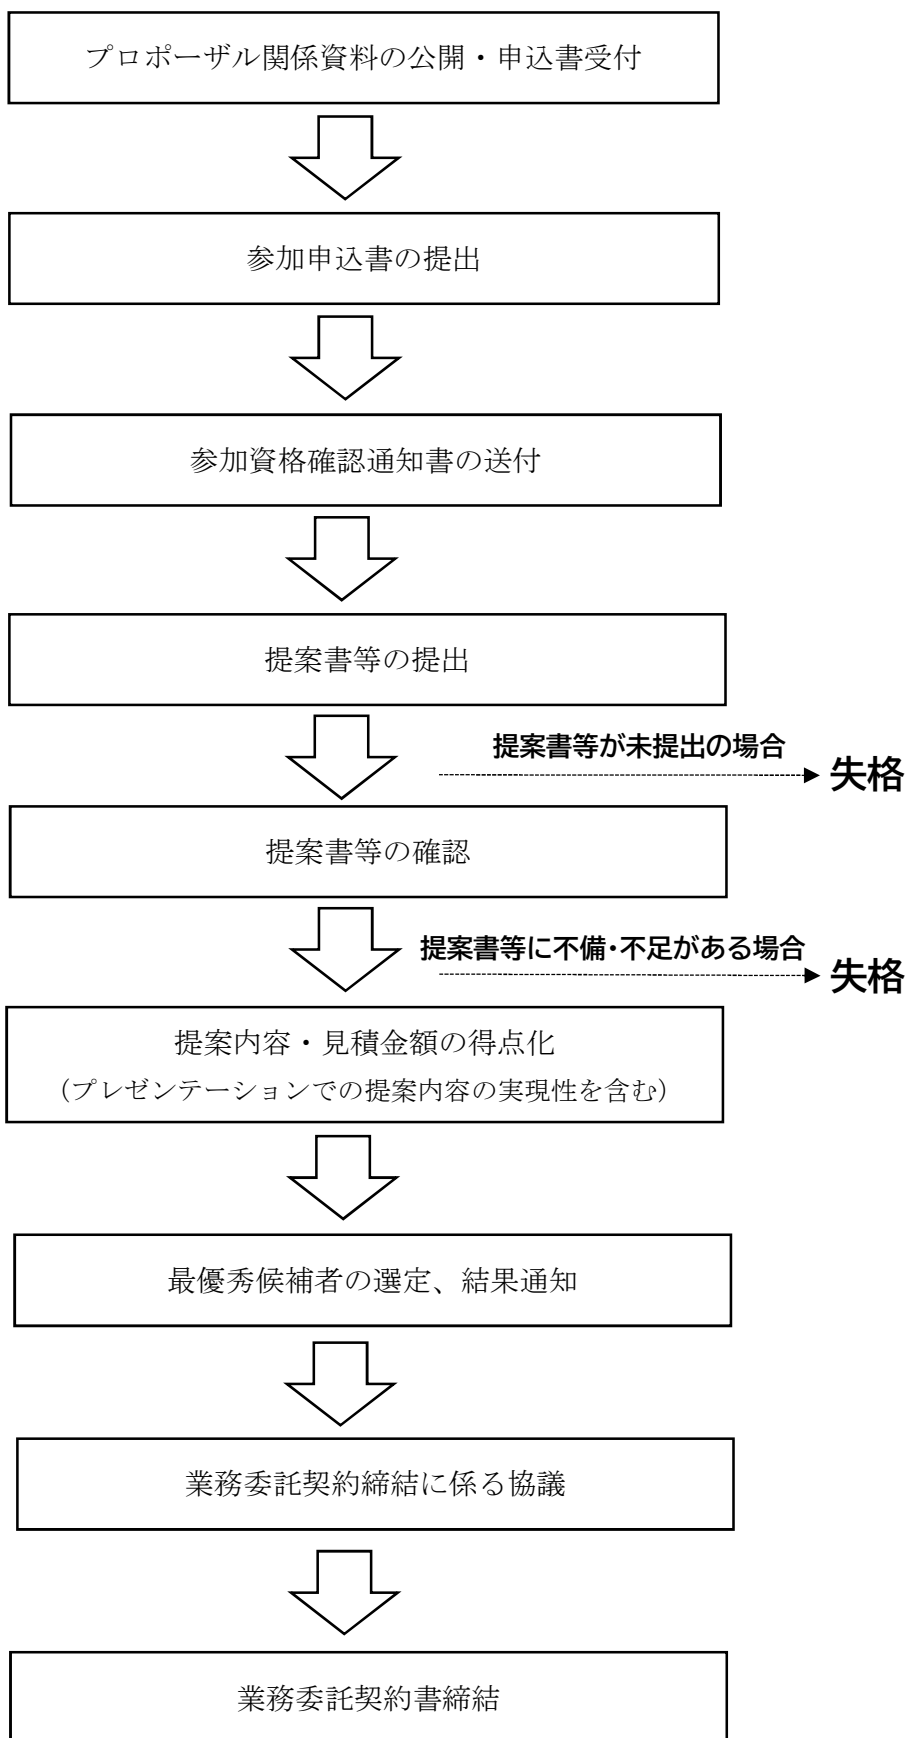 プロポーザル関係資料の公開・申込書受付
参加申込書の提出
参加資格確認通知書の送付
提案書等の提出
提案書等が未提出の場合
失格
提案書等の確認
提案書等に不備・不足がある場合
失格
提案内容・見積金額の得点化
（プレゼンテーションでの提案内容の実現性を含む）
最優秀候補者の選定、結果通知
業務委託契約締結に係る協議
業務委託契約書締結